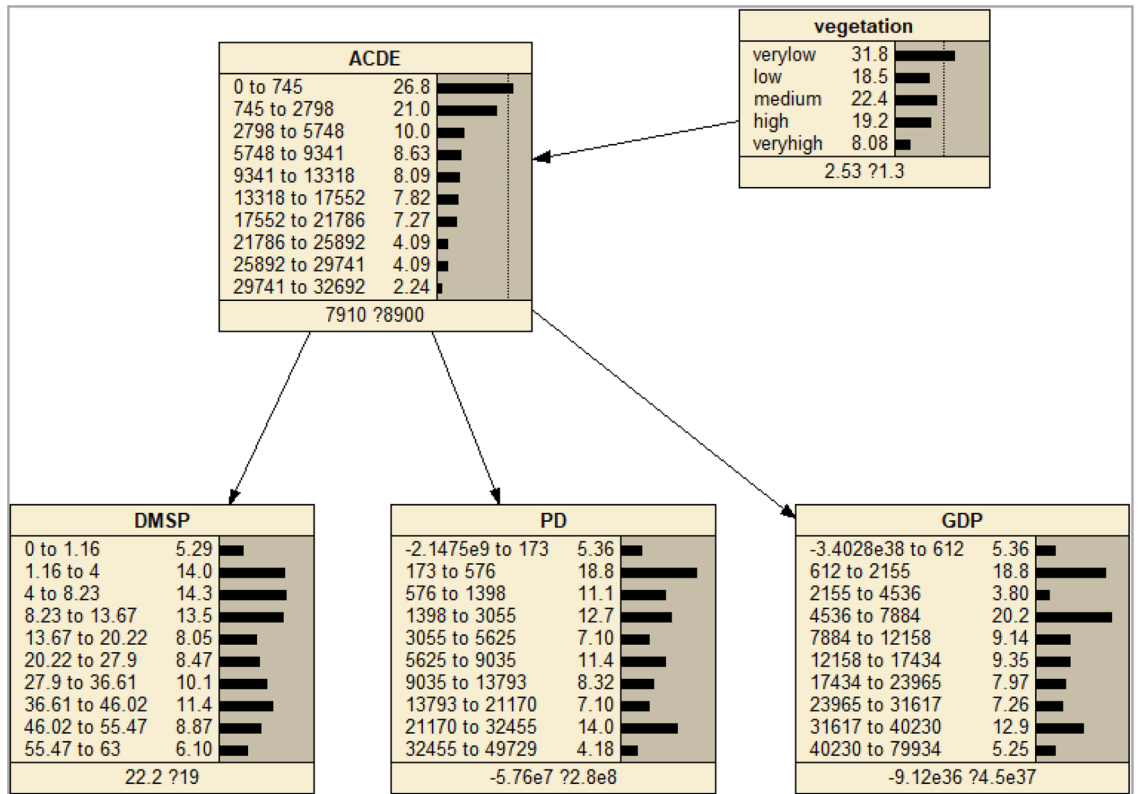 vegetation
verylow 31.8
low 18.5
medium 22.4
high 19.2
veryhigh 8.08
2.53 ?1.3
ACDE
0 to 745 26.8
745 to 2798 21.0
2798 to 5748 10.0
5748 to 9341 8.63
9341 to 13318 8.09
13318 to 17552 7.82
17552 to 21786 7.27
21786 to 25892 4.09
25892 to 29741 4.09
29741 to 32692 2.24
7910 ?8900
DMSP
0 to 1.16 5.29
1.16 to 4 14.0
4 to 8.23 14.3
8.23 to 13.67 13.5
13.67 to 20.22 8.05
20.22 to 27.9 8.47
27.9 to 36.61 10.1
36.61 to 46.02 11.4
46.02 to 55.47 8.87
55.47 to 63 6.10
22.2 ?19
PD
-2.1475e9 to 173 5.36
173 to 576 18.8
576 to 1398 11.1
1398 to 3055 12.7
3055 to 5625 7.10
5625 to 9035 11.4
9035 to 13793 8.32
13793 to 21170 7.10
21170 to 32455 14.0
32455 to 49729 4.18
-5.76e7 ?2.8e8
GDP
-3.4028e38 to 612 5.36
612 to 2155 18.8
2155 to 4536 3.80
4536 to 7884 20.2
7884 to 12158 9.14
12158 to 17434 9.35
17434 to 23965 7.97
23965 to 31617 7.26
31617 to 40230 12.9
40230 to 79934 5.25
-9.12e36 ?4.5e37